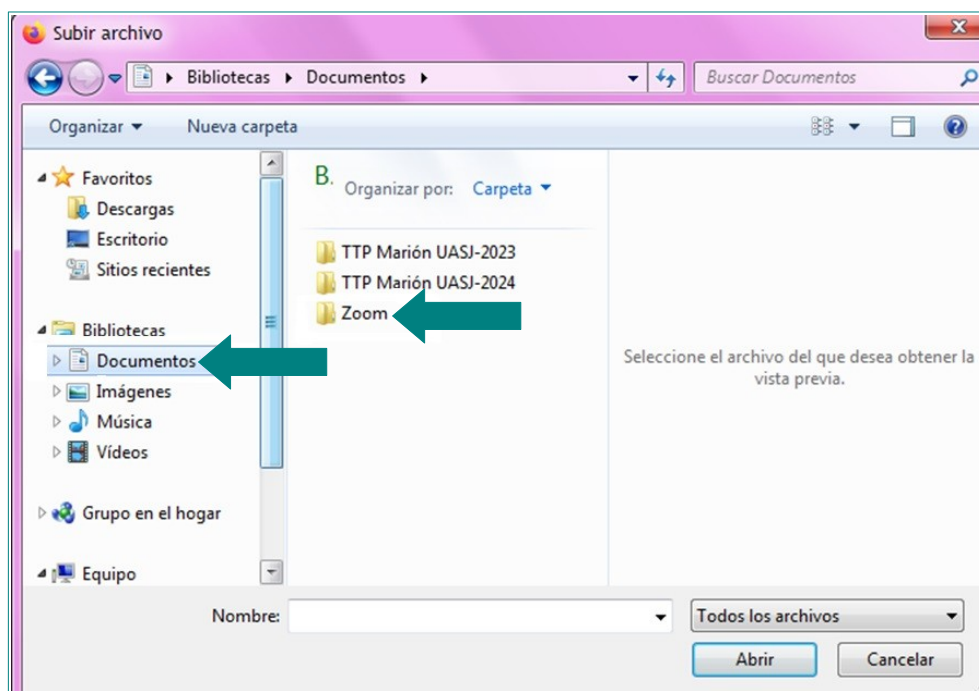 Subir archivo
Bibliotecas Documentos
Buscar Documentos
Organizar Nueva carpeta
Favoritos
Descargas
Escritorio
Sitios recientes
Bibliotecas
Documentos
Imágenes
Música
Vídeos
Grupo en el hogar
Equipo
B.
Organizar por: Carpeta
TTP Marión UASJ-2023
TTP Marión UASJ-2024
Zoom
Seleccione el archivo del que desea obtener la
vista previa.
Nombre:
Todos los archivos
Abrir Cancelar